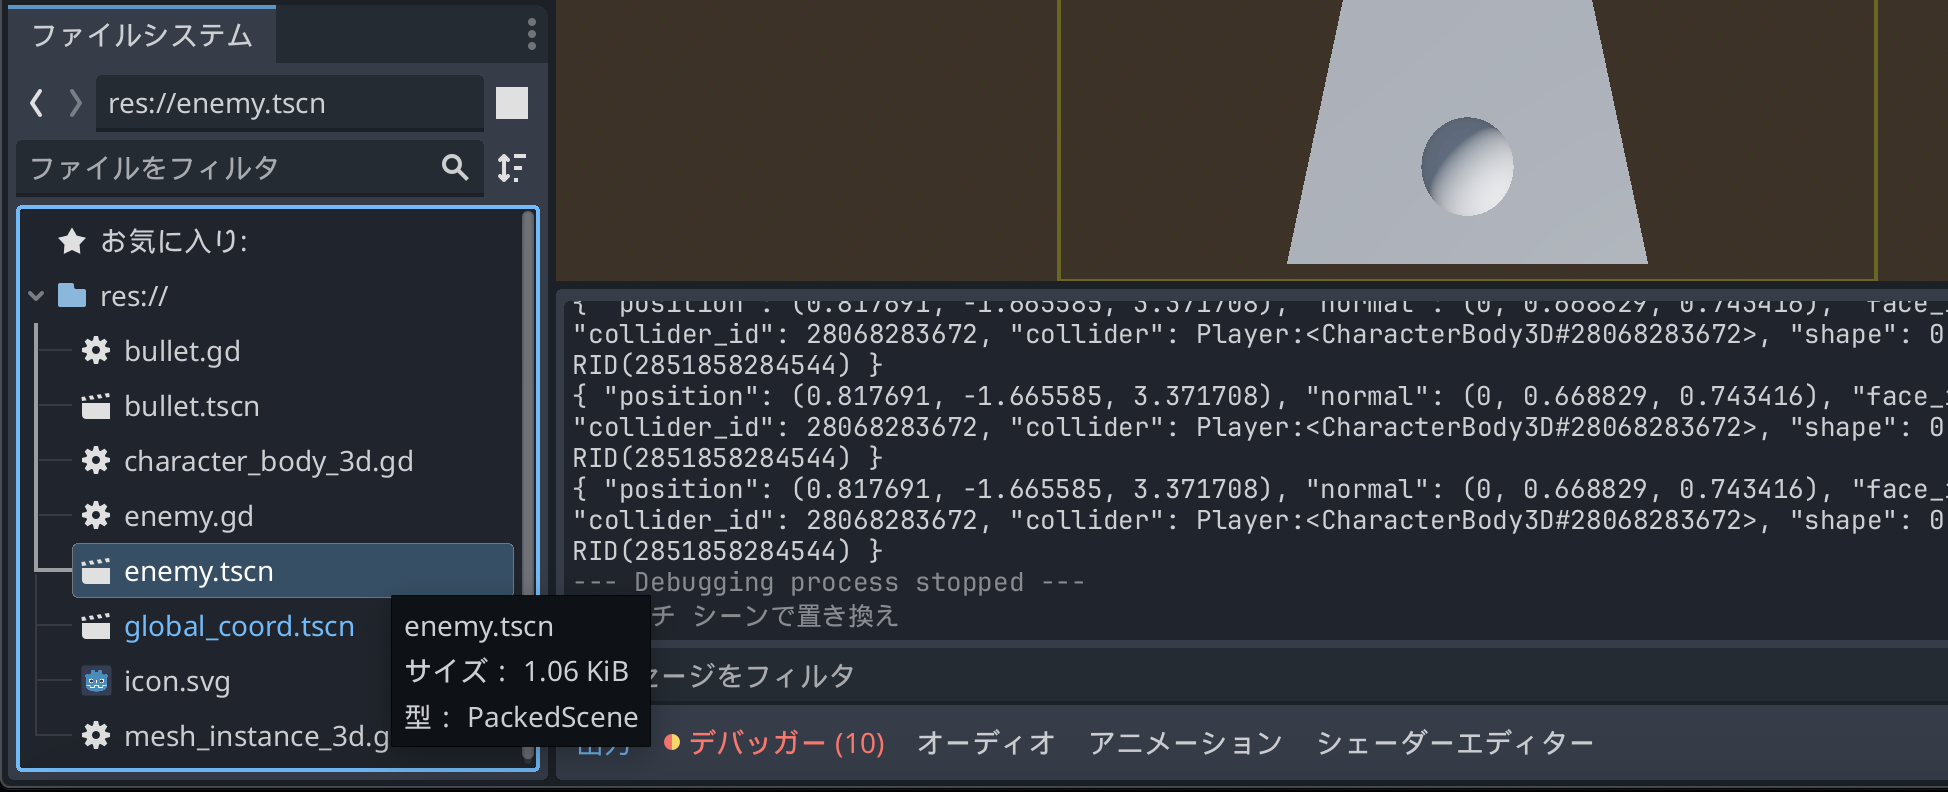 ファイルシステム
res://enemy.tscn
ファイルをフィルタ
お気に入り:
res://
bullet.gd
bullet.tscn
character_body_3d.gd
enemy.gd
enemy.tscn
global_coord.tscn
icon.svg
mesh_instance_3d.g
enemy.tscn
サイズ： 1.06 KiB
型： PackedScene
{ "position": (0.817691, -1.665585, 3.371708), "normal": (0, 0.668829, 0.743416), "face_i
"collider_id": 28068283672, "collider": Player:<CharacterBody3D#28068283672>, "shape": 0
RID(2851858284544) }
{ "position": (0.817691, -1.665585, 3.371708), "normal": (0, 0.668829, 0.743416), "face_i
"collider_id": 28068283672, "collider": Player:<CharacterBody3D#28068283672>, "shape": 0
RID(2851858284544) }
{ "position": (0.817691, -1.665585, 3.371708), "normal": (0, 0.668829, 0.743416), "face_i
"collider_id": 28068283672, "collider": Player:<CharacterBody3D#28068283672>, "shape": 0
RID(2851858284544) }
--- Debugging process stopped ---
チ シーンで置き換え
セージをフィルタ
出力 デバッガー (10) オーディオ アニメーション シェーダーエディター